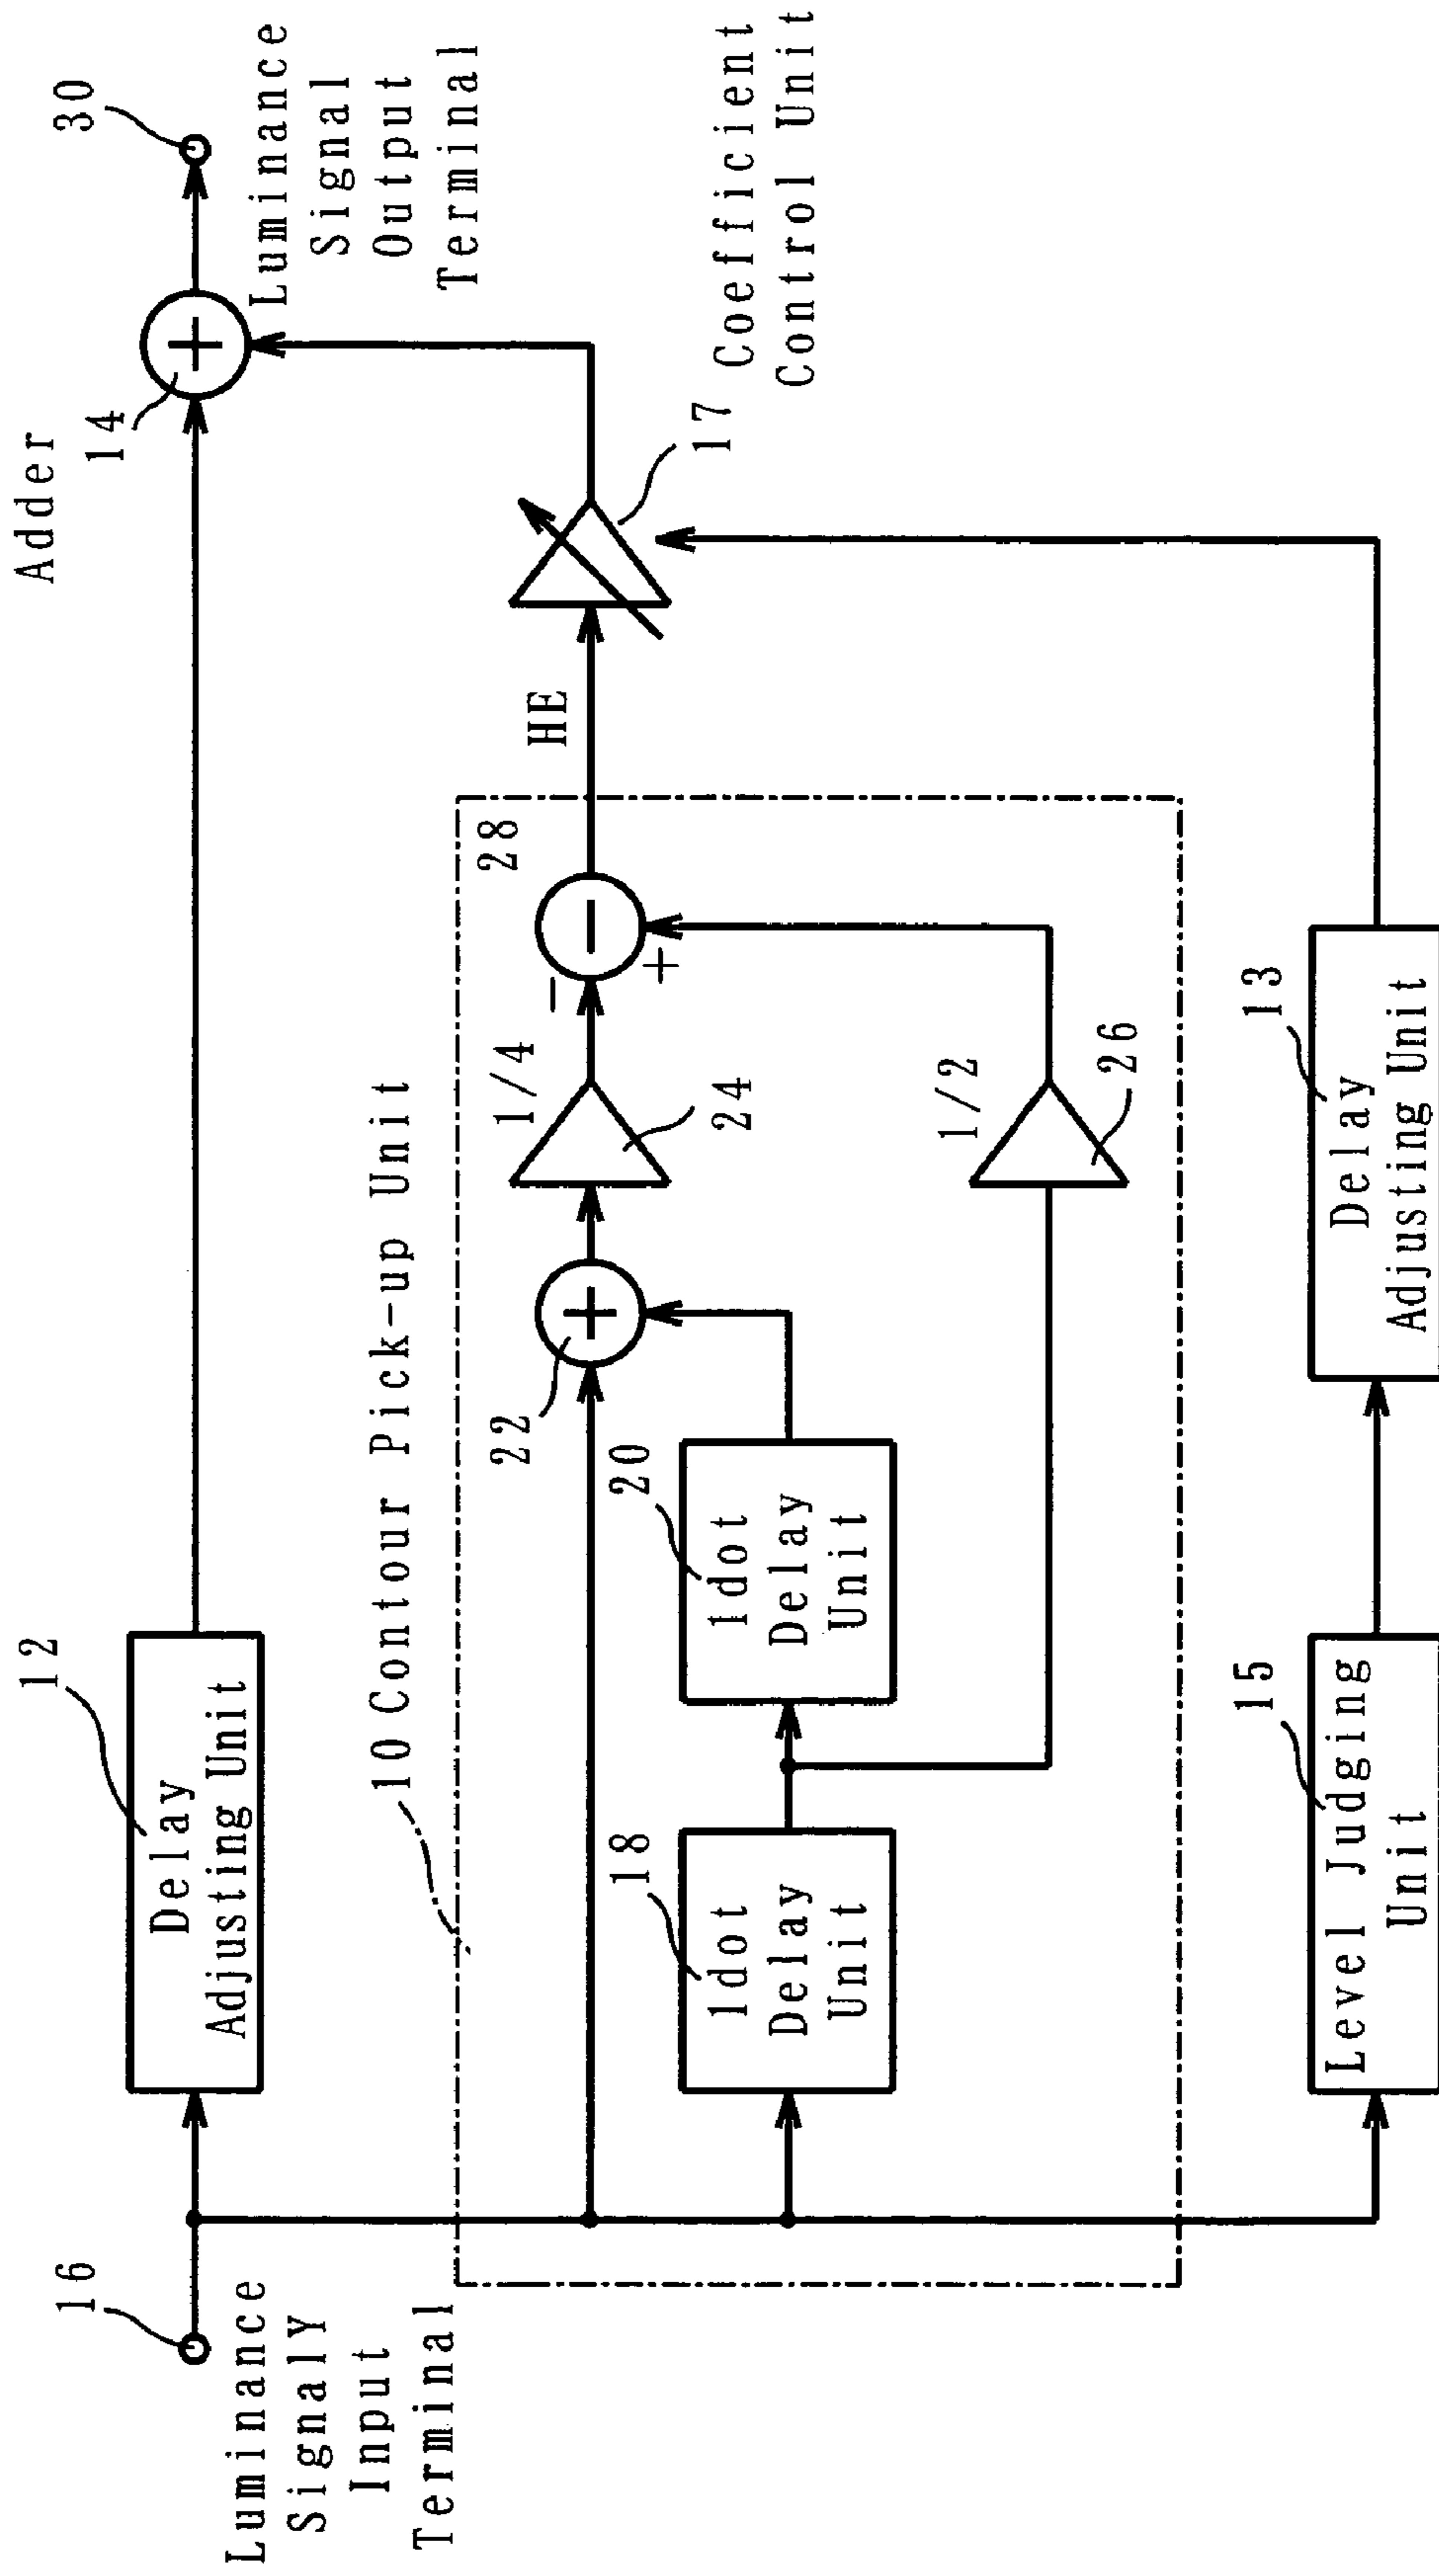 16
Luminance
SignalY
Input
Terminal
12
Delay
Adjusting Unit
Adder
14
30
Luminance
Signal
Output
Terminal
10 Contour Pick-up Unit
18
1dot
Delay
Unit
20
1dot
Delay
Unit
22
1/4
24
−
+
28
1/2
26
HE
17
Coefficient
Control Unit
15
Level Judging
Unit
13
Delay
Adjusting Unit